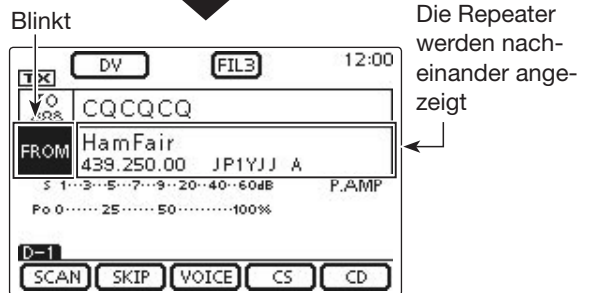 Blinkt
Die Repeater
werden nach-
einander ange-
zeigt
DV FIL3 12:00
TX
CQCQCQ
FROM
HamFair
439.250.00 JP1YJJ A
S 1···3···5···7···9··20··40··60dB P.AMP
Po 0······ 25······ 50·········100%
D-1
SCAN SKIP VOICE CS CD